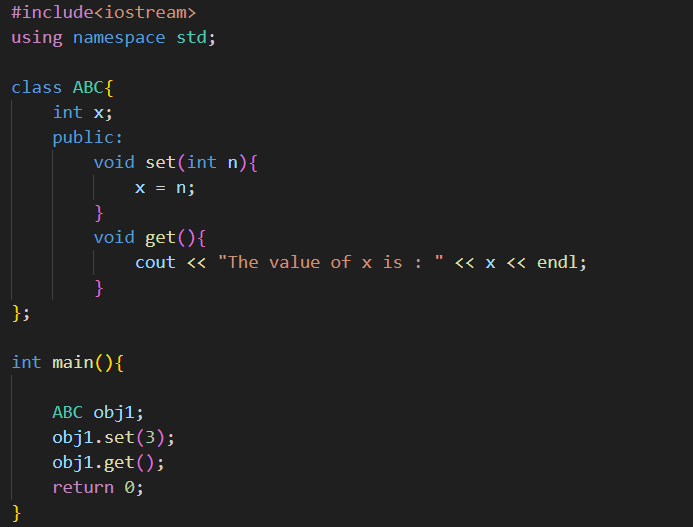 #include<iostream>
using namespace std;
class ABC{
    int x;
    public:
        void set(int n){
            x = n;
        }
        void get(){
            cout << "The value of x is : " << x << endl;
        }
};
int main(){
    ABC obj1;
    obj1.set(3);
    obj1.get();
    return 0;
}